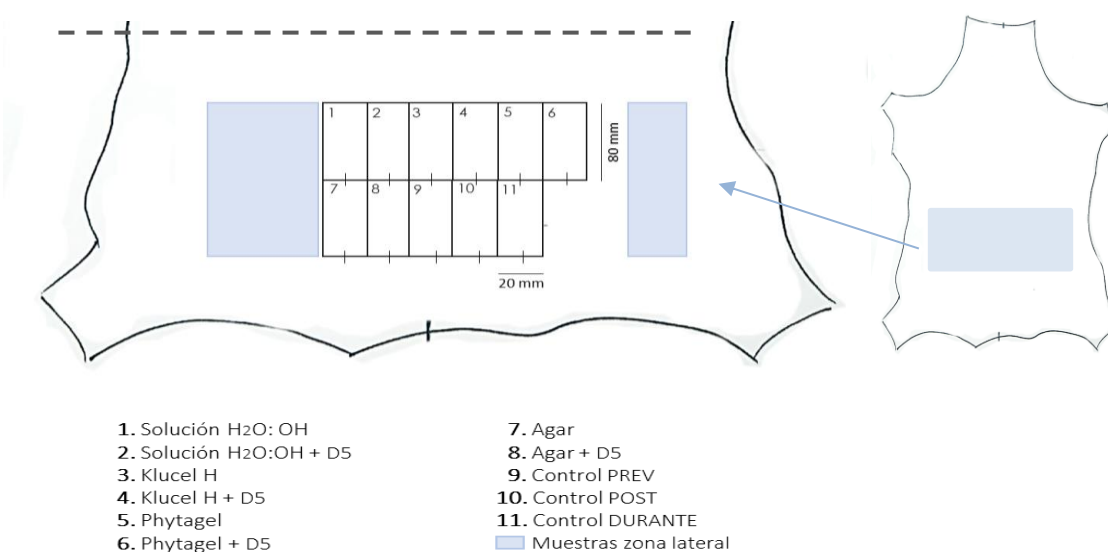 1 2 3 4 5 6
80 mm
7 8 9 10 11
20 mm
1. Solución H2O: OH
2. Solución H2O:OH + D5
3. Klucel H
4. Klucel H + D5
5. Phytagel
6. Phytagel + D5
7. Agar
8. Agar + D5
9. Control PREV
10. Control POST
11. Control DURANTE
Muestras zona lateral